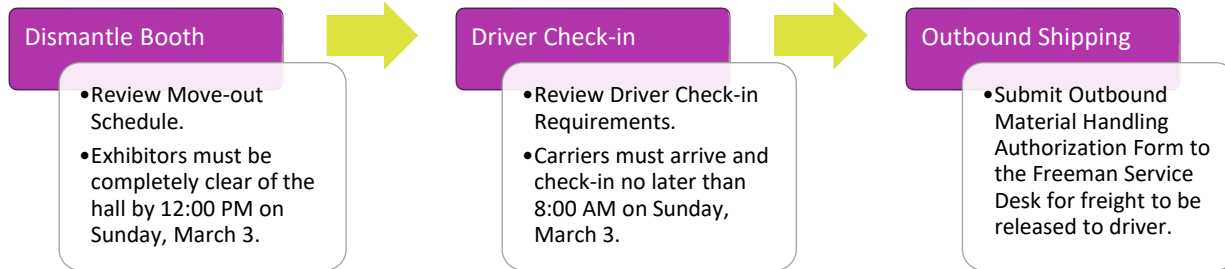 Dismantle Booth
•Review Move-out
Schedule.
•Exhibitors must be
completely clear of the
hall by 12:00 PM on
Sunday, March 3.
Driver Check-in
•Review Driver Check-in
Requirements.
•Carriers must arrive and
check-in no later than
8:00 AM on Sunday,
March 3.
Outbound Shipping
•Submit Outbound
Material Handling
Authorization Form to
the Freeman Service
Desk for freight to be
released to driver.